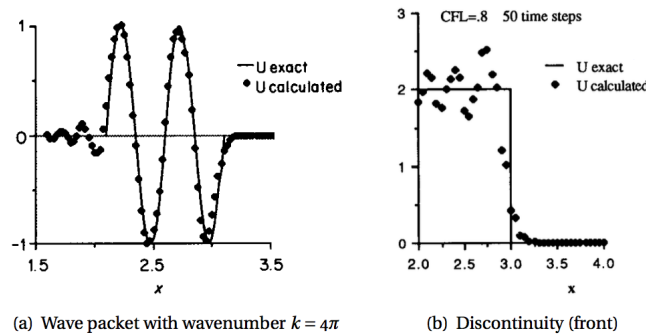 1
0
-1
1.5
2.5
3.5
x
U exact
U calculated
(a) Wave packet with wavenumber k = 4π
CFL=.8 50 time steps
3
2
1
0
2.0
2.5
3.0
3.5
4.0
x
U exact
U calculated
(b) Discontinuity (front)